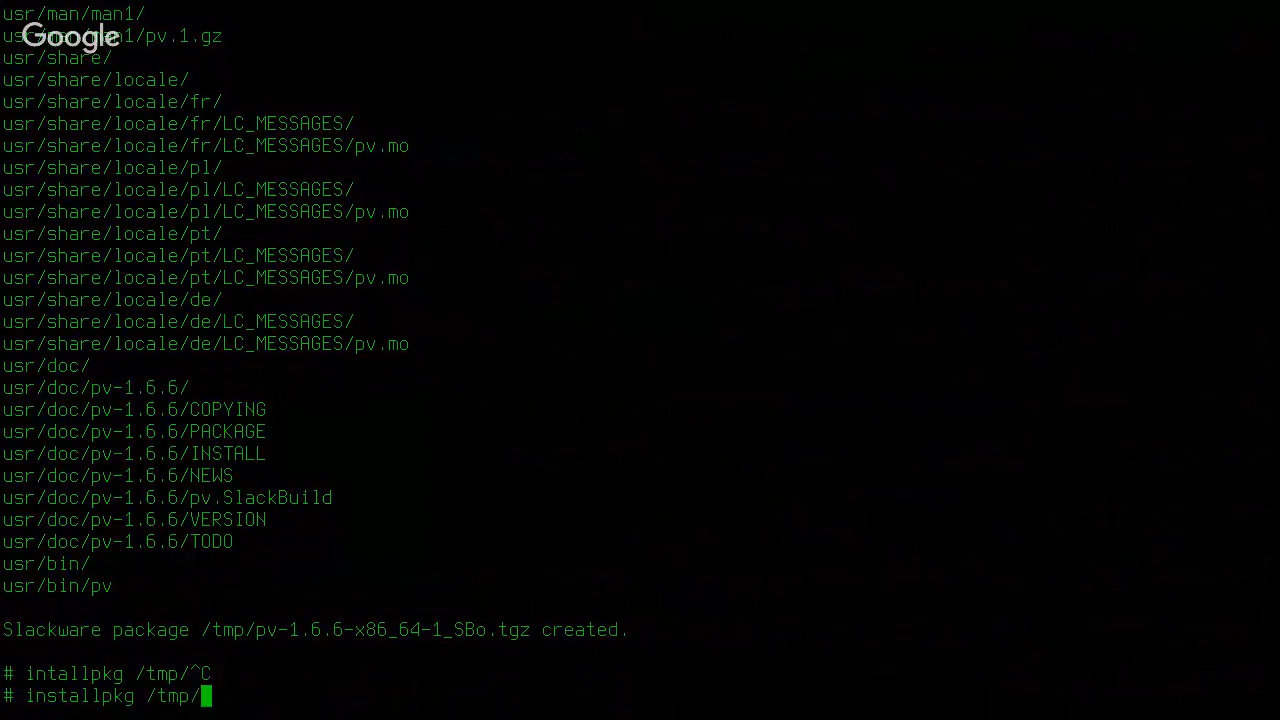 usr/man/man1/
usr/man/man1/pv.1.gz
Google
usr/share/
usr/share/locale/
usr/share/locale/fr/
usr/share/locale/fr/LC_MESSAGES/
usr/share/locale/fr/LC_MESSAGES/pv.mo
usr/share/locale/pl/
usr/share/locale/pl/LC_MESSAGES/
usr/share/locale/pl/LC_MESSAGES/pv.mo
usr/share/locale/pt/
usr/share/locale/pt/LC_MESSAGES/
usr/share/locale/pt/LC_MESSAGES/pv.mo
usr/share/locale/de/
usr/share/locale/de/LC_MESSAGES/
usr/share/locale/de/LC_MESSAGES/pv.mo
usr/doc/
usr/doc/pv-1.6.6/
usr/doc/pv-1.6.6/COPYING
usr/doc/pv-1.6.6/PACKAGE
usr/doc/pv-1.6.6/INSTALL
usr/doc/pv-1.6.6/NEWS
usr/doc/pv-1.6.6/pv.SlackBuild
usr/doc/pv-1.6.6/VERSION
usr/doc/pv-1.6.6/TODO
usr/bin/
usr/bin/pv
Slackware package /tmp/pv-1.6.6-x86_64-1_SBo.tgz created.
# intallpkg /tmp/^C
# installpkg /tmp/